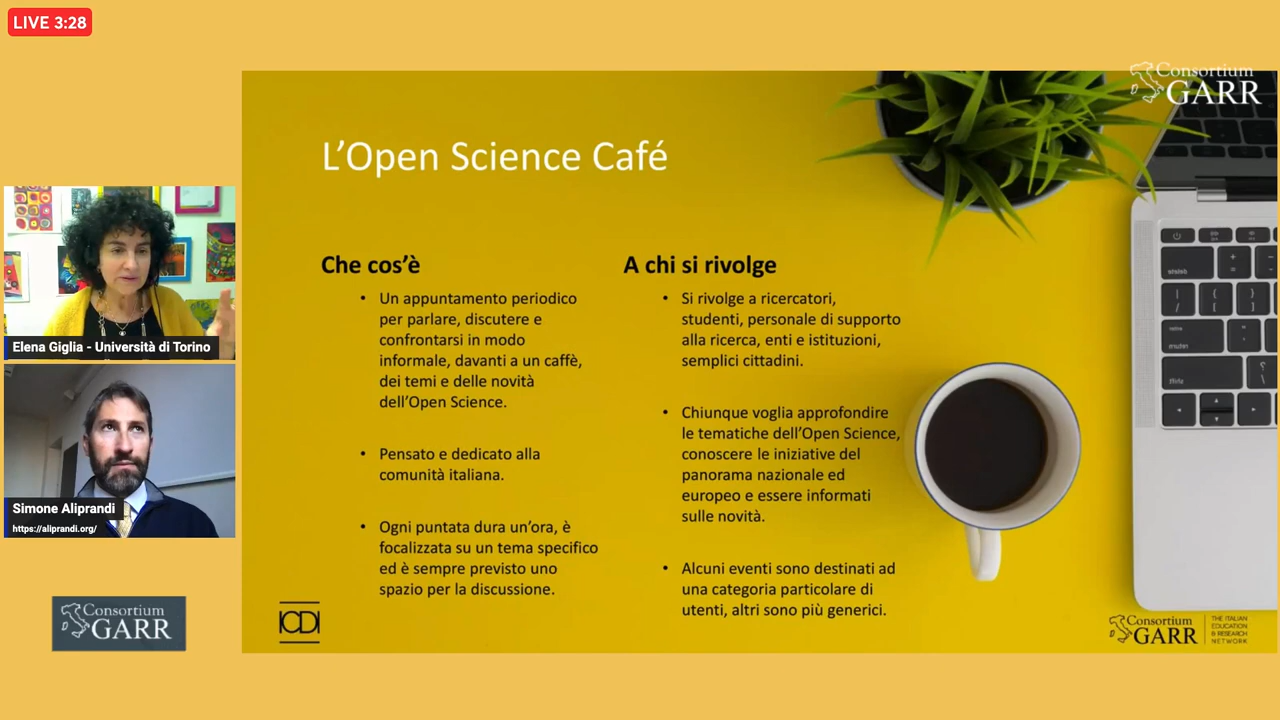 LIVE 3:28
Consortium
GARR
L’Open Science Café
Che cos’è
• Un appuntamento periodico
per parlare, discutere e
confrontarsi in modo
informale, davanti a un caffè,
dei temi e delle novità
dell’Open Science.
• Pensato e dedicato alla
comunità italiana.
• Ogni puntata dura un’ora, è
focalizzata su un tema specifico
ed è sempre previsto uno
spazio per la discussione.
A chi si rivolge
• Si rivolge a ricercatori,
studenti, personale di supporto
alla ricerca, enti e istituzioni,
semplici cittadini.
• Chiunque voglia approfondire
le tematiche dell’Open Science,
conoscere le iniziative del
panorama nazionale ed
europeo e essere informati
sulle novità.
• Alcuni eventi sono destinati ad
una categoria particolare di
utenti, altri sono più generici.
Elena Giglia - Università di Torino
Simone Aliprandi
https://aliprandi.org/
Consortium
GARR
ICDI
Consortium
GARR
THE ITALIAN
EDUCATION
& RESEARCH
NETWORK